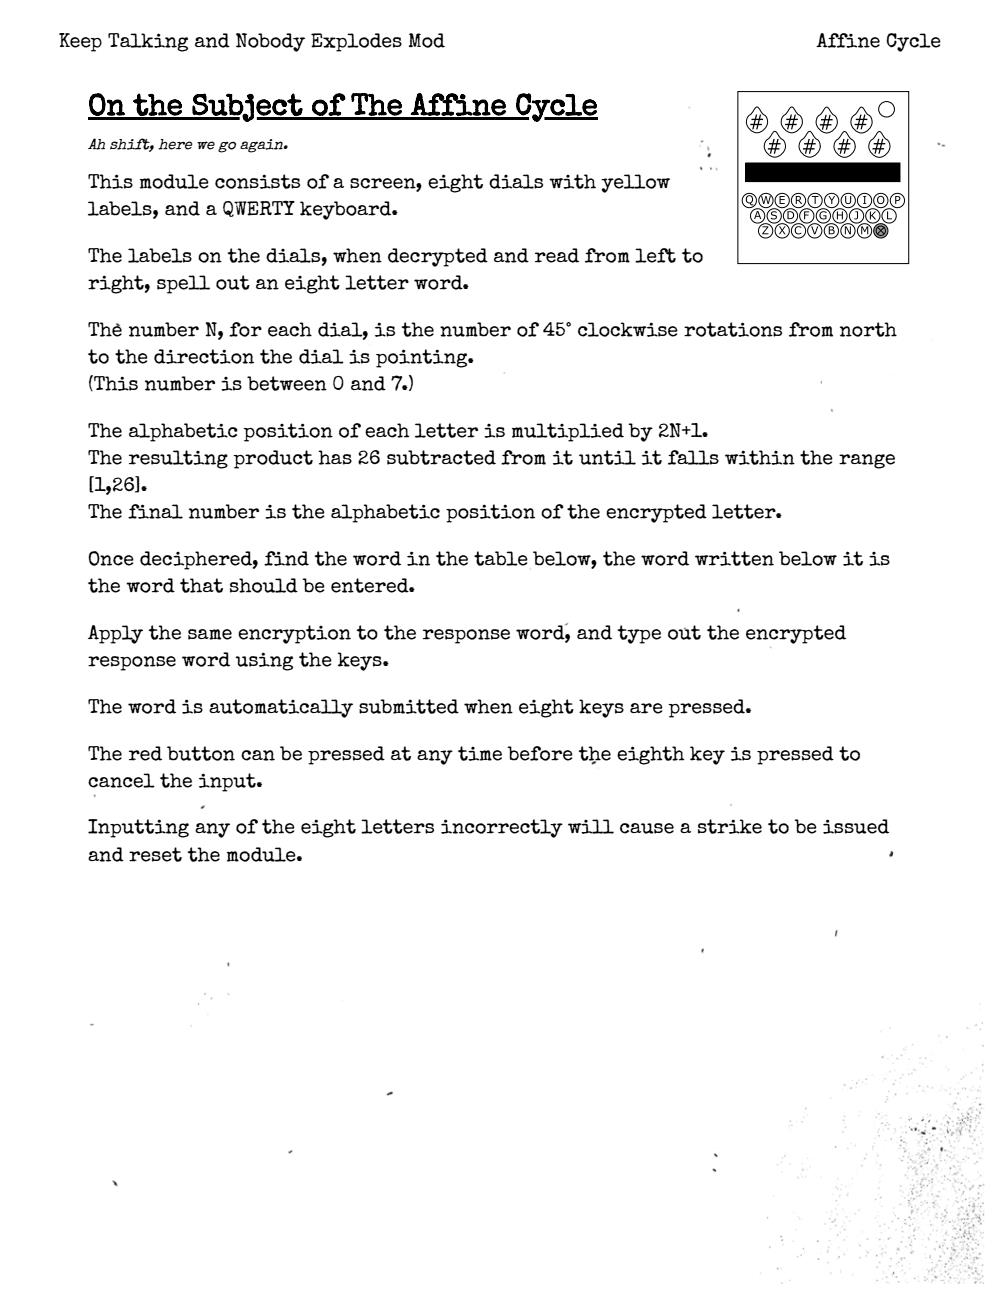 Keep Talking and Nobody Explodes Mod
Affine Cycle
On the Subject of The Affine Cycle
Ah shift, here we go again.
This module consists of a screen, eight dials with yellow
labels, and a QWERTY keyboard.
The labels on the dials, when decrypted and read from left to
right, spell out an eight letter word.
# # # #
# # # #
Q W E R T Y U I O P
A S D F G H J K L
Z X C V B N M
The number N, for each dial, is the number of 45° clockwise rotations from north
to the direction the dial is pointing.
(This number is between 0 and 7.)
The alphabetic position of each letter is multiplied by 2N+1.
The resulting product has 26 subtracted from it until it falls within the range
[1,26].
The final number is the alphabetic position of the encrypted letter.
Once deciphered, find the word in the table below, the word written below it is
the word that should be entered.
Apply the same encryption to the response word, and type out the encrypted
response word using the keys.
The word is automatically submitted when eight keys are pressed.
The red button can be pressed at any time before the eighth key is pressed to
cancel the input.
Inputting any of the eight letters incorrectly will cause a strike to be issued
and reset the module.